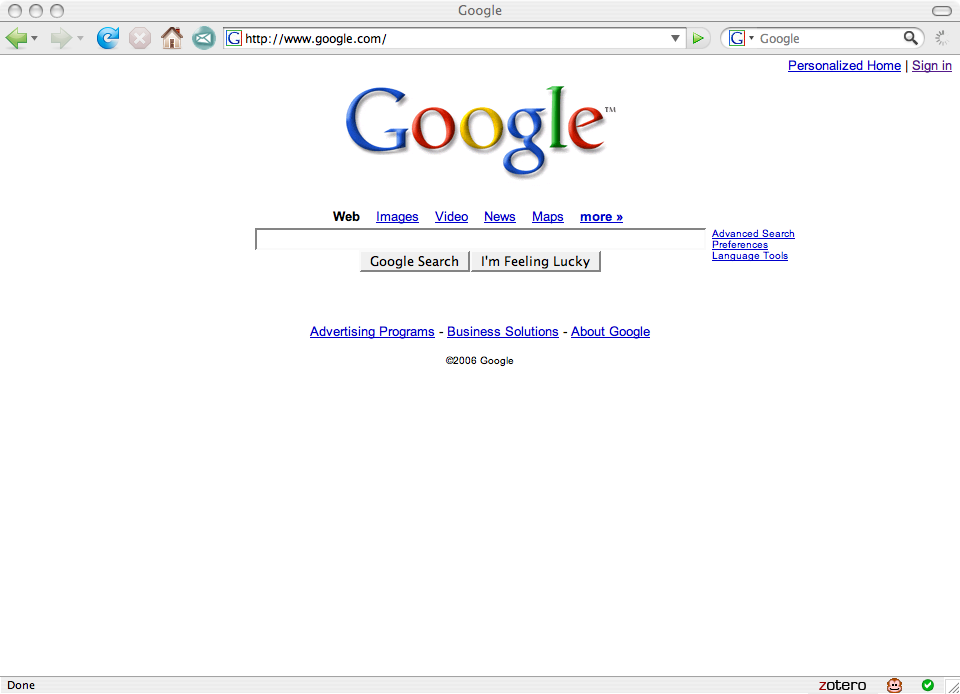 Google
http://www.google.com/ Google
Personalized Home | Sign in
Google™
Web Images Video News Maps more »
Advanced Search
Preferences
Language Tools
Google Search I'm Feeling Lucky
Advertising Programs - Business Solutions - About Google
©2006 Google
Done zotero